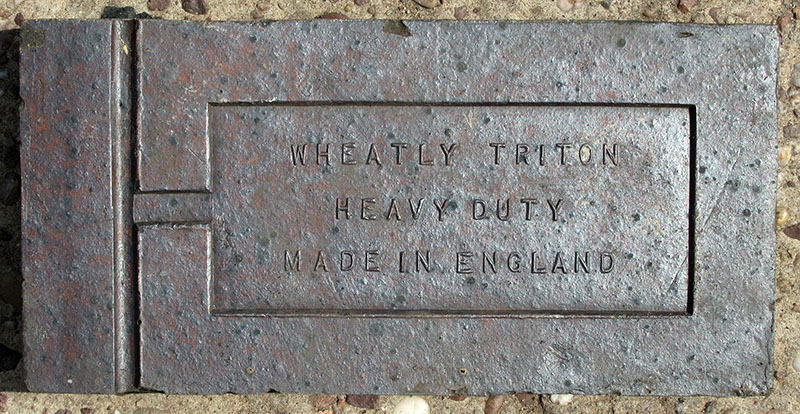 WHEATLY TRITON
HEAVY DUTY
MADE IN ENGLAND